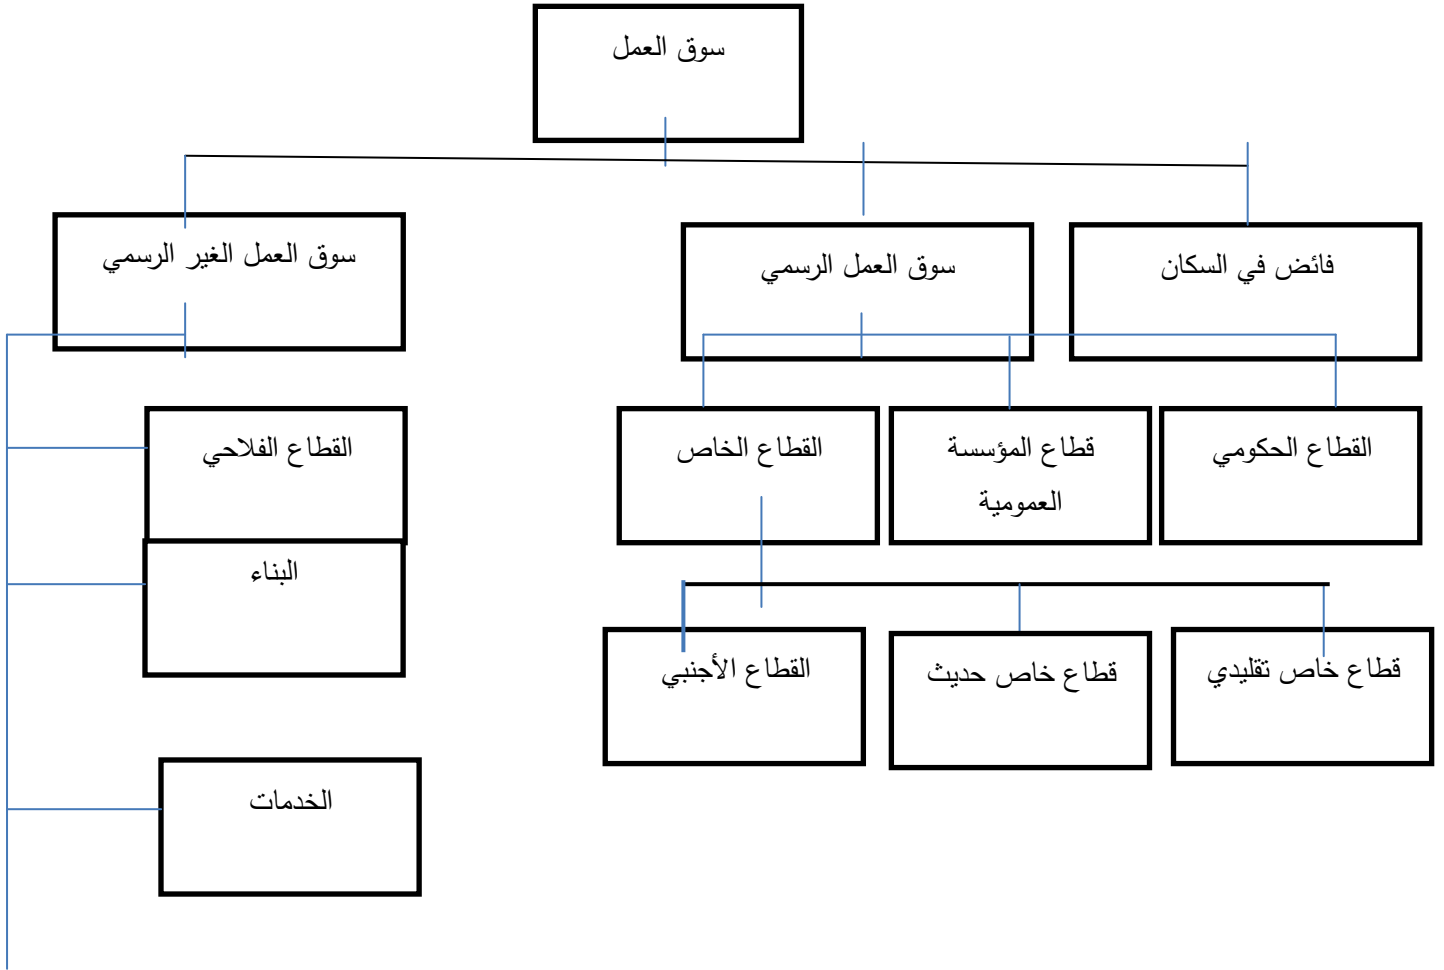 سوق العمل
فائض في السكان
سوق العمل الرسمي
سوق العمل الغير الرسمي
القطاع الحكومي
قطاع المؤسسة
العمومية
القطاع الخاص
القطاع الفلاحي
البناء
قطاع خاص تقليدي
قطاع خاص حديث
القطاع الأجنبي
الخدمات